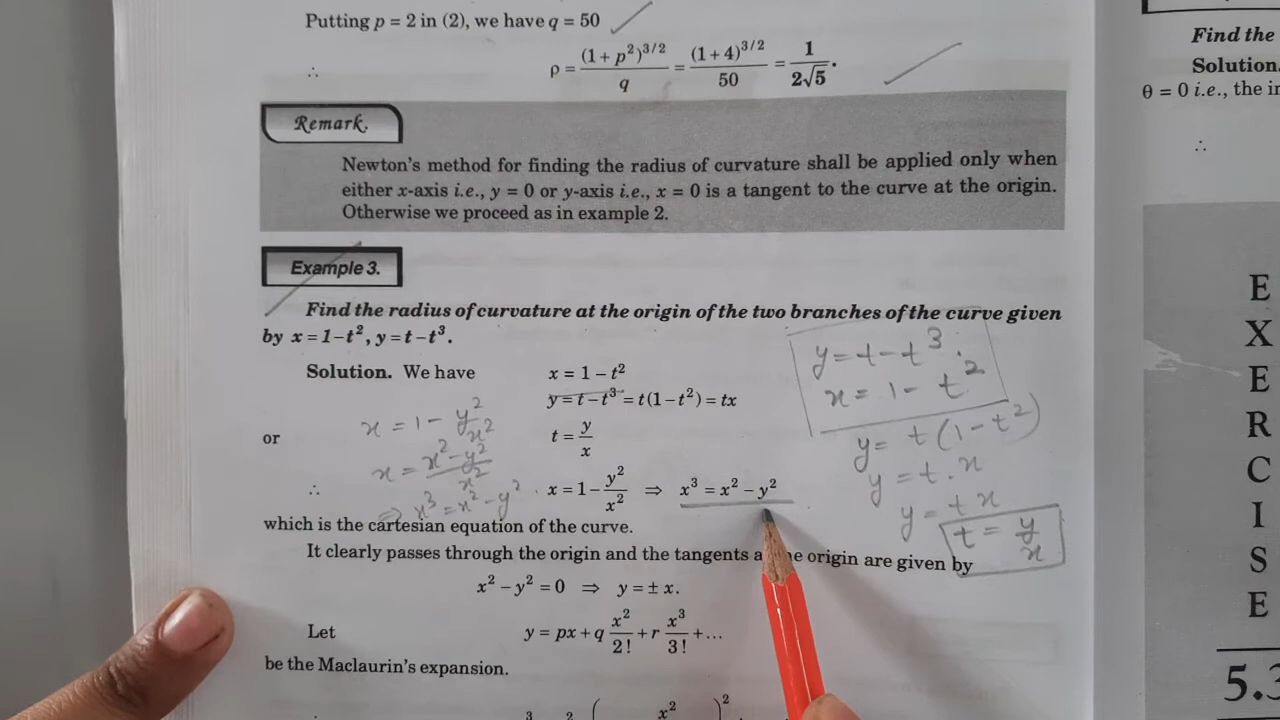 Putting p = 2 in (2), we have q = 50
∴ ρ = (1 + p²)^3/2 / q = (1 + 4)^3/2 / 50 = 1 / 2√5 .
Remark.
Newton's method for finding the radius of curvature shall be applied only when
either x-axis i.e., y = 0 or y-axis i.e., x = 0 is a tangent to the curve at the origin.
Otherwise we proceed as in example 2.
Example 3.
Find the radius of curvature at the origin of the two branches of the curve given
by x = 1 – t², y = t – t³.
Solution. We have x = 1 – t²
y = t – t³ = t(1 – t²) = tx
or t = y/x
∴ x = 1 – y²/x² ⇒ x³ = x² – y²
which is the cartesian equation of the curve.
It clearly passes through the origin and the tangents a he origin are given by
x² – y² = 0 ⇒ y = ± x.
Let y = px + q x²/2! + r x³/3! + ...
be the Maclaurin's expansion.
x = 1 – y²/x²
x = x² – y² / x²
⇒ x³ = x² – y²
y = t – t³.
x = 1 – t²
y = t (1 – t²)
y = t . x
y = t x
t = y/x
Find the
Solution.
θ = 0 i.e., the in
∴
E
X
E
R
C
I
S
E
5.3